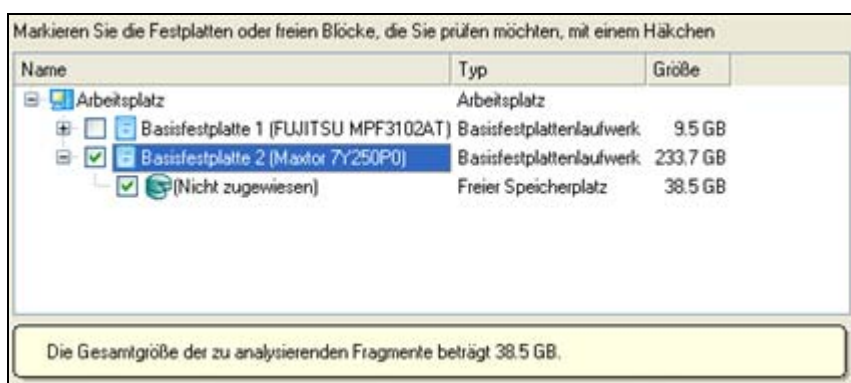 Markieren Sie die Festplatten oder freien Blöcke, die Sie prüfen möchten, mit einem Häkchen
Name Typ Größe
Arbeitsplatz Arbeitsplatz
Basisfestplatte 1 (FUJITSU MPF3102AT) Basisfestplattenlaufwerk 9.5 GB
Basisfestplatte 2 (Maxtor 7Y250P0) Basisfestplattenlaufwerk 233.7 GB
(Nicht zugewiesen) Freier Speicherplatz 38.5 GB
Die Gesamtgröße der zu analysierenden Fragmente beträgt 38.5 GB.